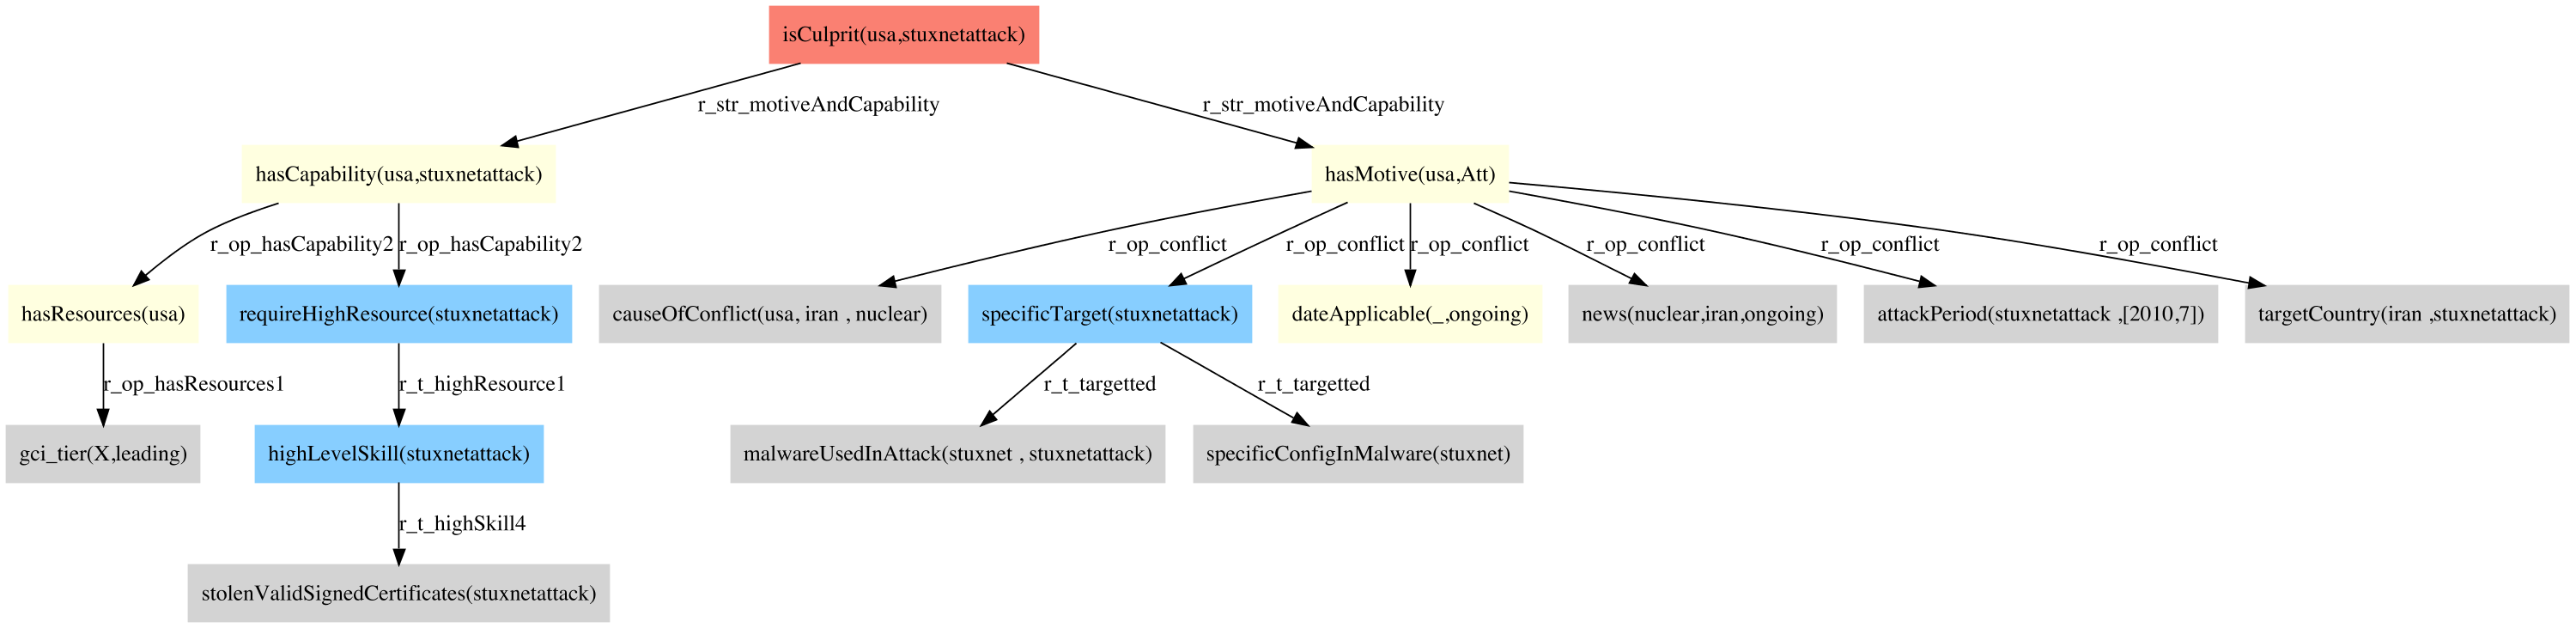 isCulprit(usa,stuxnetattack)
r_str_motiveAndCapability
r_str_motiveAndCapability
hasCapability(usa,stuxnetattack)
hasMotive(usa,Att)
r_op_hasCapability2
r_op_hasCapability2
r_op_conflict
r_op_conflict
r_op_conflict
r_op_conflict
r_op_conflict
r_op_conflict
hasResources(usa)
requireHighResource(stuxnetattack)
causeOfConflict(usa, iran , nuclear)
specificTarget(stuxnetattack)
dateApplicable(_,ongoing)
news(nuclear,iran,ongoing)
attackPeriod(stuxnetattack ,[2010,7])
targetCountry(iran ,stuxnetattack)
r_op_hasResources1
r_t_highResource1
r_t_targetted
r_t_targetted
gci_tier(X,leading)
highLevelSkill(stuxnetattack)
malwareUsedInAttack(stuxnet , stuxnetattack)
specificConfigInMalware(stuxnet)
r_t_highSkill4
stolenValidSignedCertificates(stuxnetattack)